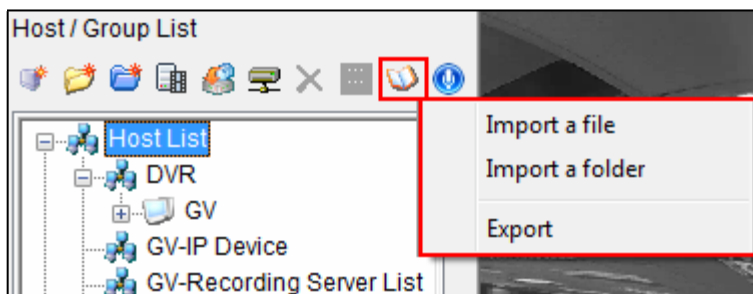 Host / Group List
Host List
DVR
GV
GV-IP Device
GV-Recording Server List
Import a file
Import a folder
Export